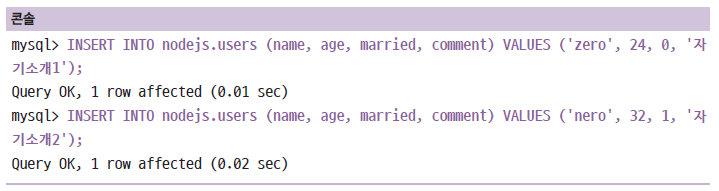 콘솔
mysql> INSERT INTO nodejs.users (name, age, married, comment) VALUES ('zero', 24, 0, '자
기소개1');
Query OK, 1 row affected (0.01 sec)
mysql> INSERT INTO nodejs.users (name, age, married, comment) VALUES ('nero', 32, 1, '자
기소개2');
Query OK, 1 row affected (0.02 sec)